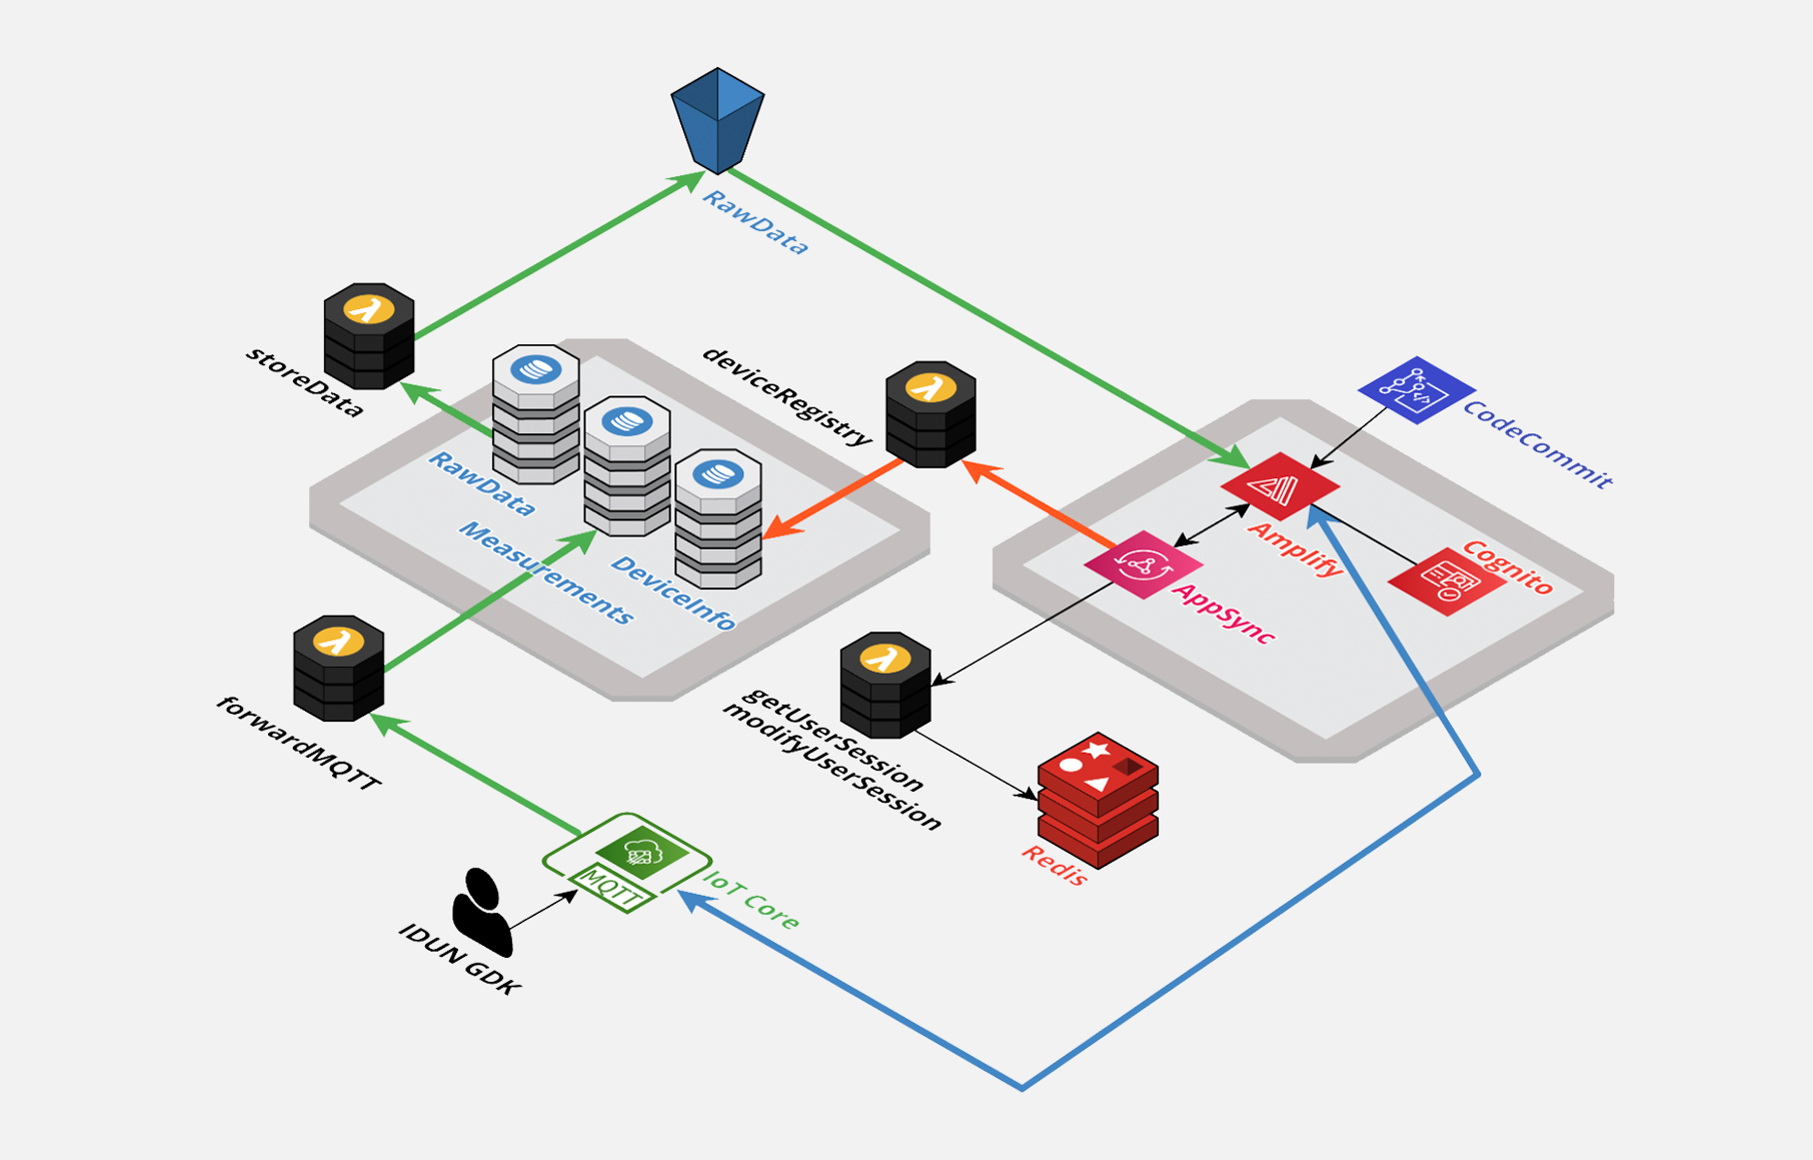 RawData
storeData
deviceRegistry
CodeCommit
RawData
Measurements
DeviceInfo
Amplify
Cognito
AppSync
forwardMQTT
getUserSession
modifyUserSession
Redis
MQTT
IoT Core
IDUN GDK